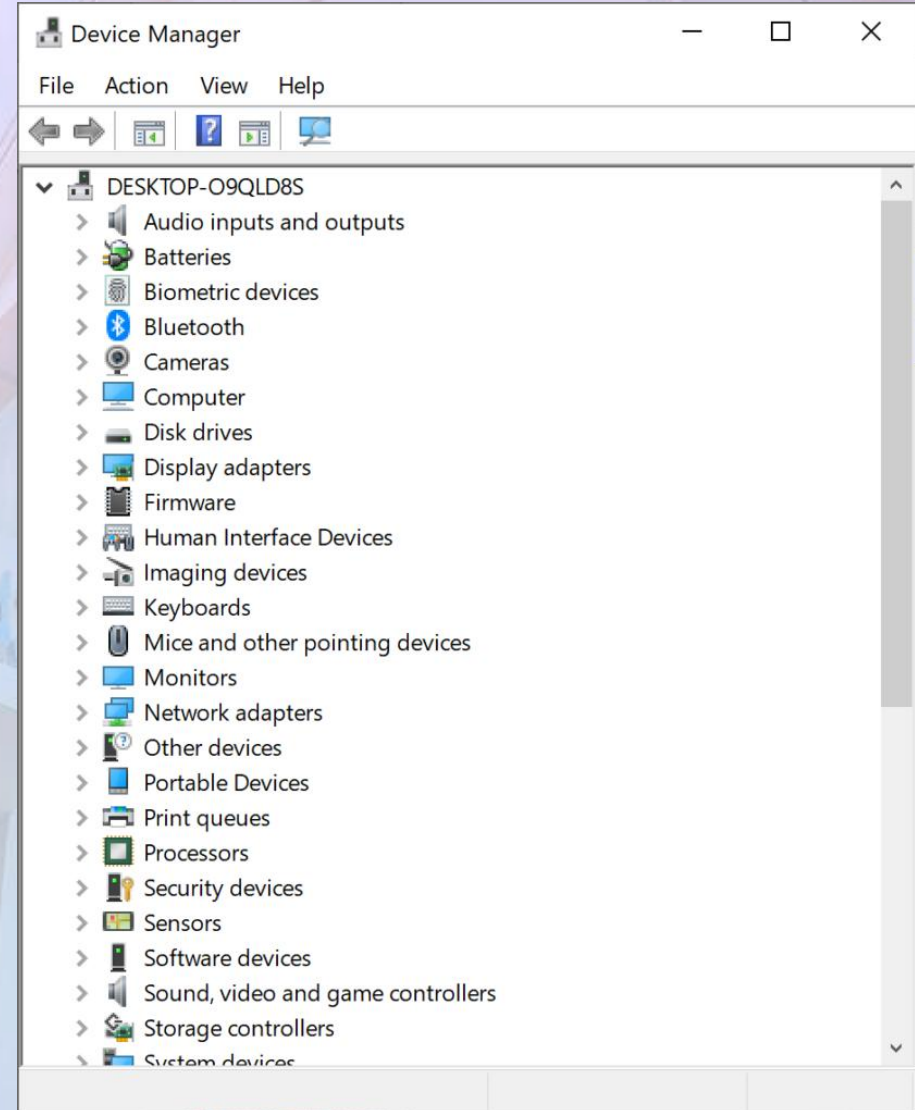 Device Manager
File Action View Help
DESKTOP-O9QLD8S
Audio inputs and outputs
Batteries
Biometric devices
Bluetooth
Cameras
Computer
Disk drives
Display adapters
Firmware
Human Interface Devices
Imaging devices
Keyboards
Mice and other pointing devices
Monitors
Network adapters
Other devices
Portable Devices
Print queues
Processors
Security devices
Sensors
Software devices
Sound, video and game controllers
Storage controllers
System devices